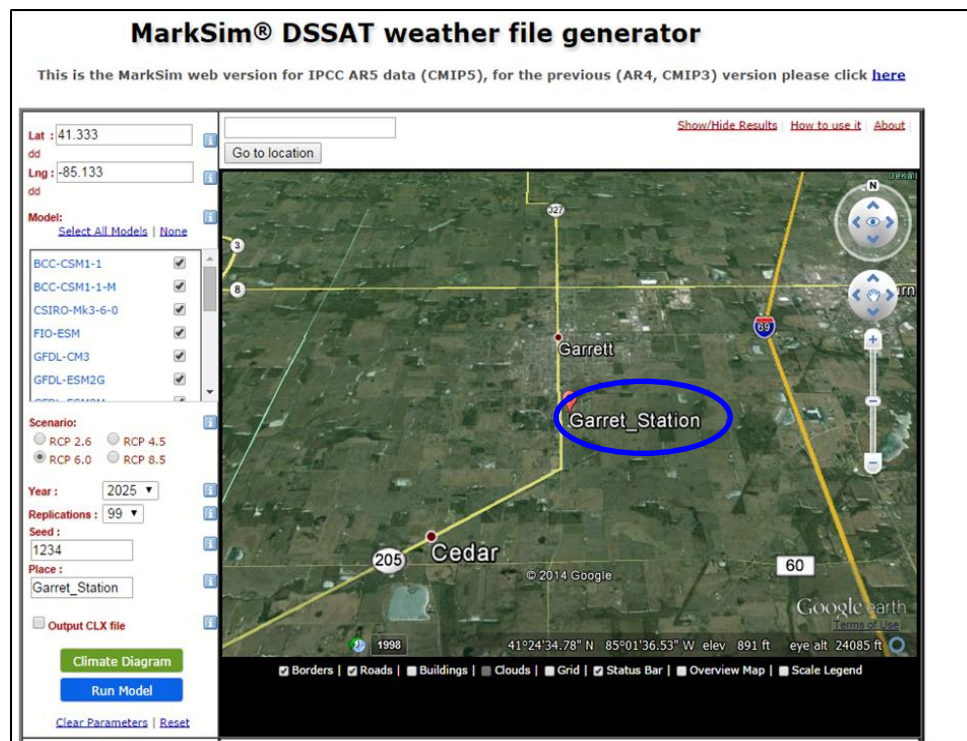 MarkSim® DSSAT weather file generator
This is the MarkSim web version for IPCC AR5 data (CMIP5), for the previous (AR4, CMIP3) version please click here
Lat : 41.333
dd
Lng : -85.133
dd
Model:
Select All Models | None
BCC-CSM1-1
BCC-CSM1-1-M
CSIRO-Mk3-6-0
FIO-ESM
GFDL-CM3
GFDL-ESM2G
Scenario:
RCP 2.6 RCP 4.5
RCP 6.0 RCP 8.5
Year : 2025
Replications : 99
Seed :
1234
Place :
Garret_Station
Output CLX file
Climate Diagram
Run Model
Clear Parameters | Reset
Show/Hide Results | How to use it | About
Go to location
N
327
3
8
69
Garrett
Garret_Station
Cedar
205
60
© 2014 Google
Google earth
Terms of Use
1998
41°24'34.78" N 85°01'36.53" W elev 891 ft eye alt 24085 ft
Borders | Roads | Buildings | Clouds | Grid | Status Bar | Overview Map | Scale Legend